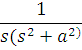 1
s(s² + a²)